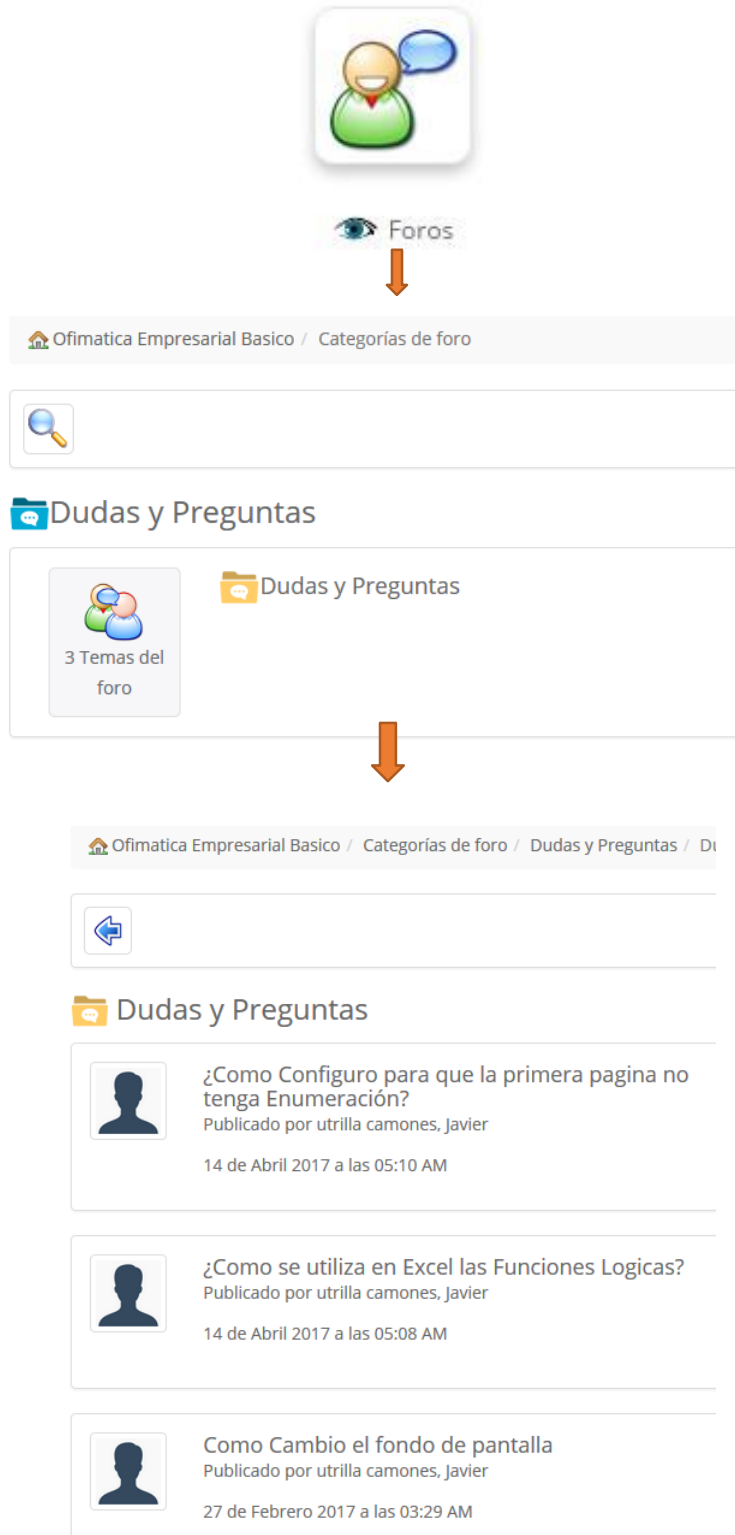 Foros
Ofimatica Empresarial Basico / Categorías de foro
Dudas y Preguntas
Dudas y Preguntas
3 Temas del
foro
Ofimatica Empresarial Basico / Categorías de foro / Dudas y Preguntas /
Dudas y Preguntas
¿Como Configuro para que la primera pagina no
tenga Enumeración?
Publicado por utrilla camones, Javier
14 de Abril 2017 a las 05:10 AM
¿Como se utiliza en Excel las Funciones Logicas?
Publicado por utrilla camones, Javier
14 de Abril 2017 a las 05:08 AM
Como Cambio el fondo de pantalla
Publicado por utrilla camones, Javier
27 de Febrero 2017 a las 03:29 AM